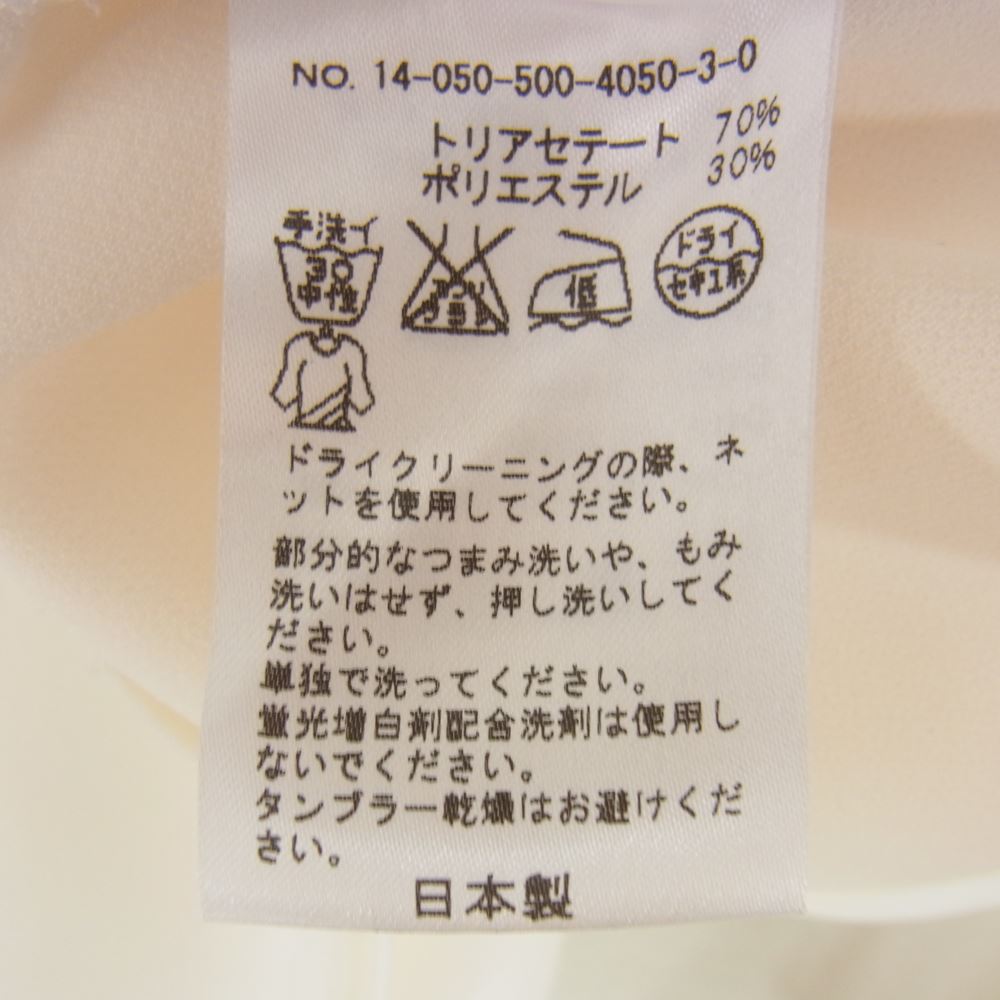 NO. 14-050-500-4050-3-0
トリアセテート 70%
ポリエステル 30%
手洗イ
30
中性
エンソ
サラシ
低
ドライ
セキユ系
ドライクリーニングの際、ネ
ットを使用してください。
部分的なつまみ洗いや、もみ
洗いはせず、押し洗いしてく
ださい。
単独で洗ってください。
蛍光増白剤配合洗剤は使用し
ないでください。
タンブラー乾燥はお避けくだ
さい。
日本製